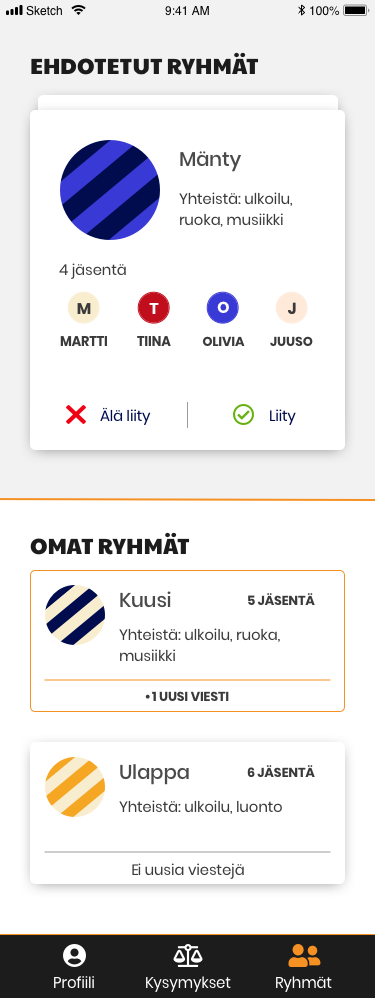 Sketch 9:41 AM 100%
EHDOTETUT RYHMÄT
Mänty
Yhteistä: ulkoilu,
ruoka, musiikki
4 jäsentä
M T O J
MARTTI TIINA OLIVIA JUUSO
Älä liity Liity
OMAT RYHMÄT
Kuusi 5 JÄSENTÄ
Yhteistä: ulkoilu, ruoka,
musiikki
• 1 UUSI VIESTI
Ulappa 6 JÄSENTÄ
Yhteistä: ulkoilu, luonto
Ei uusia viestejä
Profiili Kysymykset Ryhmät